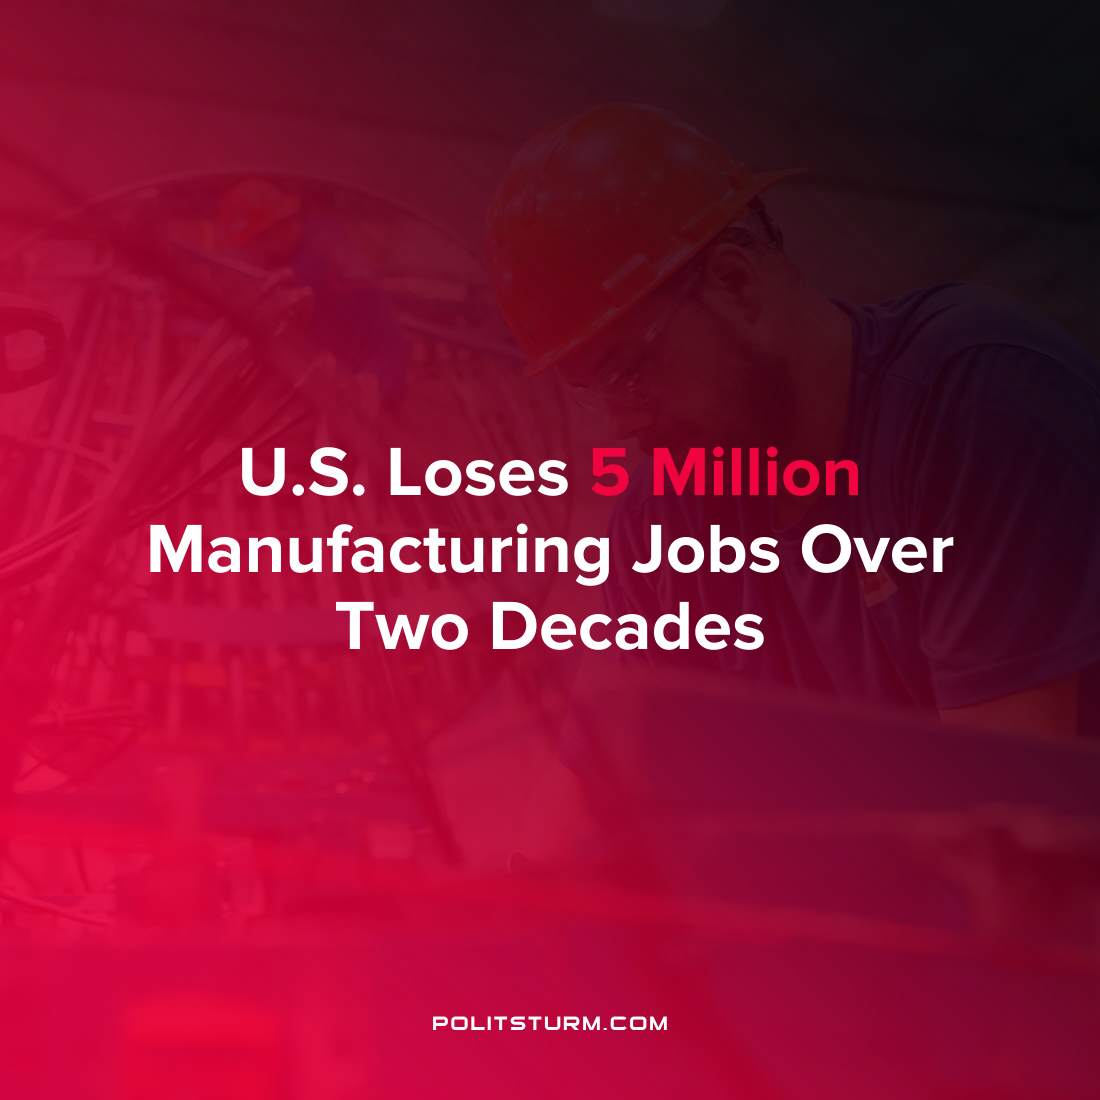 U.S. Loses 5 Million
Manufacturing Jobs Over
Two Decades
POLITSTURM.COM